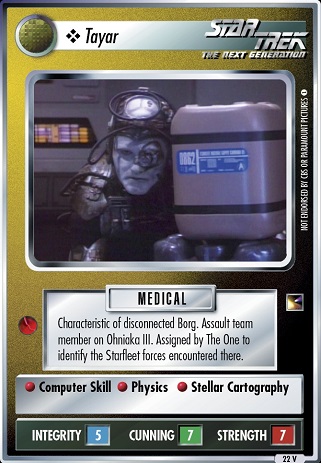 ❖ Tayar
STAR TREK
THE NEXT GENERATION
NOT ENDORSED BY CBS OR PARAMOUNT PICTURES
MEDICAL
Characteristic of disconnected Borg. Assault team
member on Ohniaka III. Assigned by The One to
identify the Starfleet forces encountered there.
Computer Skill Physics Stellar Cartography
INTEGRITY 5 CUNNING 7 STRENGTH 7
22 V